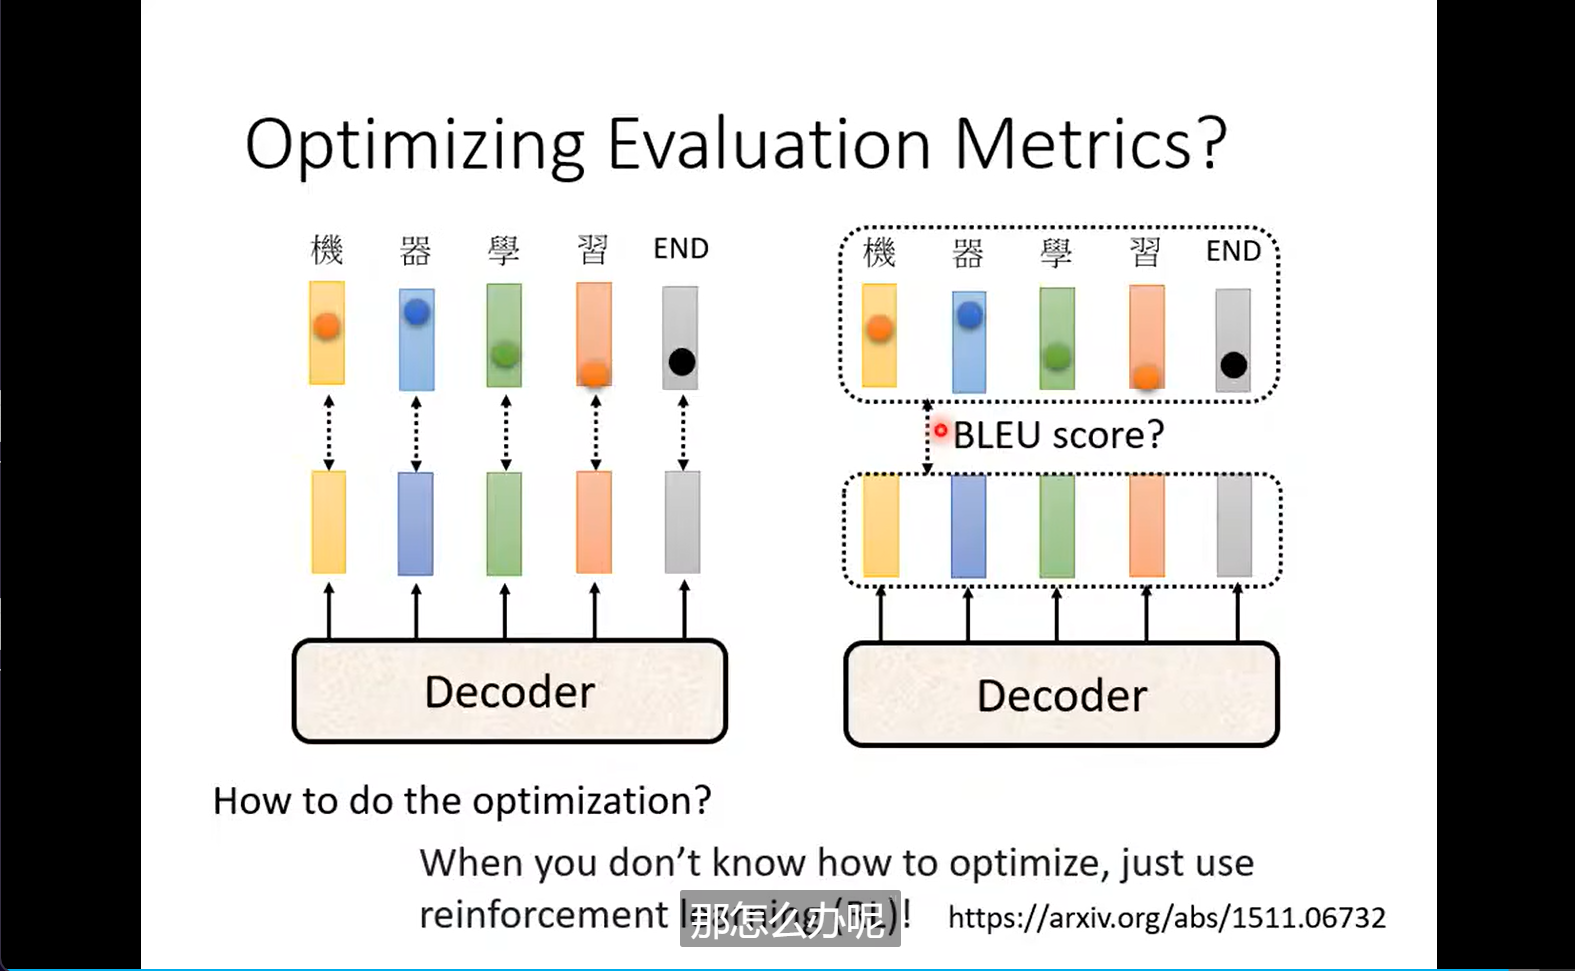 Optimizing Evaluation Metrics?
機 器 學 習 END
機 器 學 習 END
BLEU score?
Decoder
Decoder
How to do the optimization?
When you don't know how to optimize, just use
reinforcement learning (RL)! https://arxiv.org/abs/1511.06732
那怎么办呢